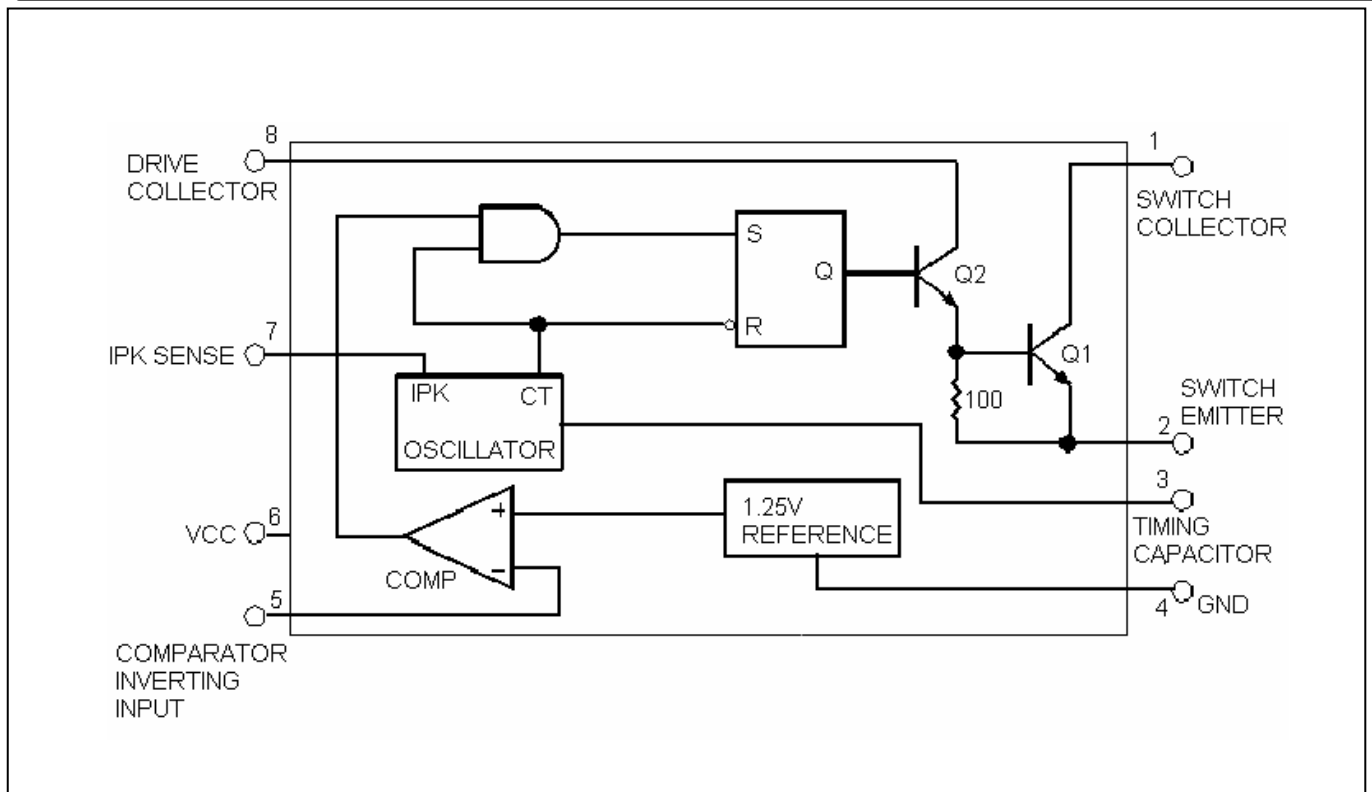 8
DRIVE
COLLECTOR
1
SWITCH
COLLECTOR
S
Q
R
Q2
Q1
7
IPK SENSE
IPK
CT
OSCILLATOR
100
SWITCH
EMITTER
2
3
TIMING
CAPACITOR
1.25V
REFERENCE
+
-
COMP
6
VCC
5
COMPARATOR
INVERTING
INPUT
4
GND